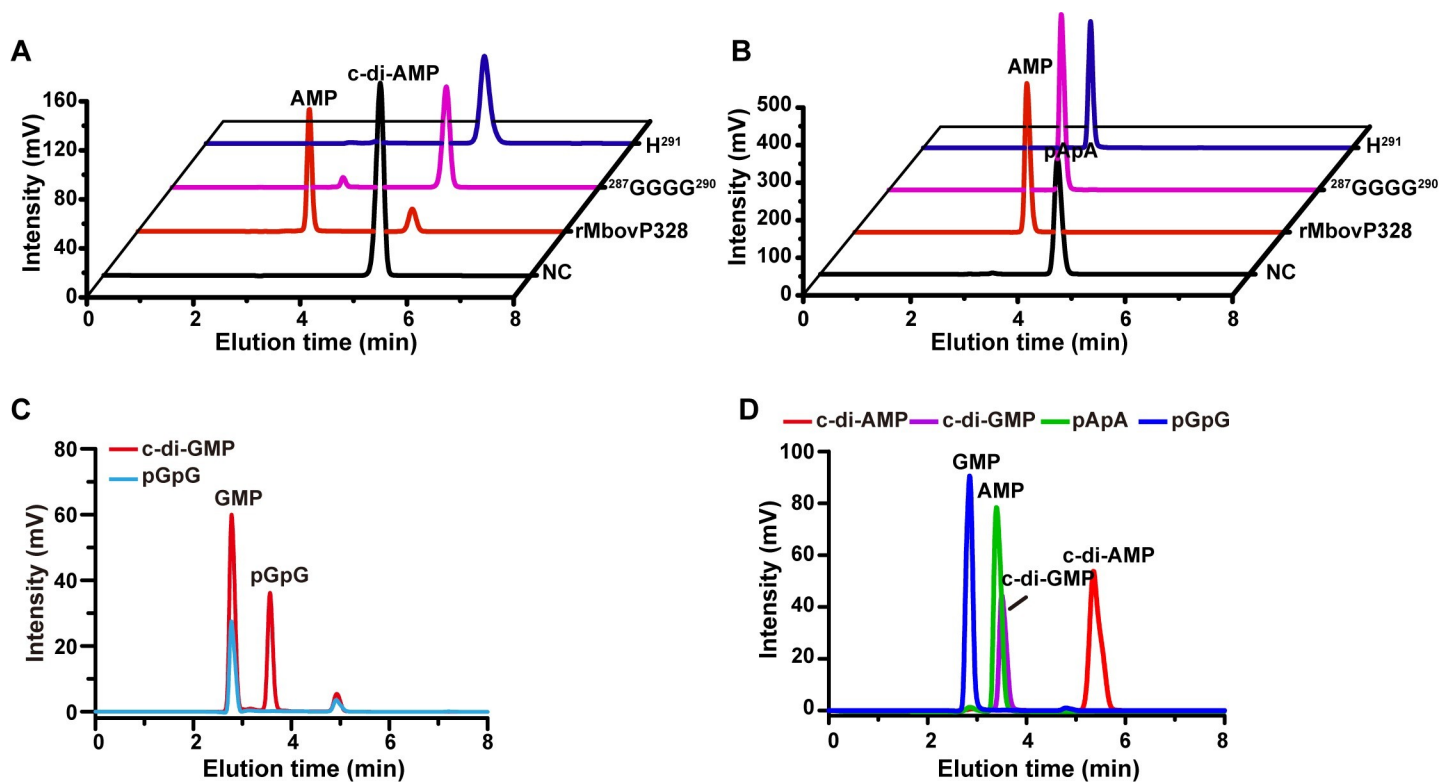 A
Intensity (mV)
160
120
80
40
0
AMP
c-di-AMP
H²⁹¹
²⁸⁷GGGG²⁹⁰
rMbovP328
NC
0 2 4 6 8
Elution time (min)
B
Intensity (mV)
500
400
300
200
100
50
0
AMP
pApA
H²⁹¹
²⁸⁷GGGG²⁹⁰
rMbovP328
NC
0 2 4 6 8
Elution time (min)
C
c-di-GMP
pGpG
Intensity (mV)
80
60
40
20
0
GMP
pGpG
0 2 4 6 8
Elution time (min)
D
c-di-AMP c-di-GMP pApA pGpG
Intensity (mV)
100
80
60
40
20
0
GMP
AMP
c-di-GMP
c-di-AMP
0 2 4 6 8
Elution time (min)